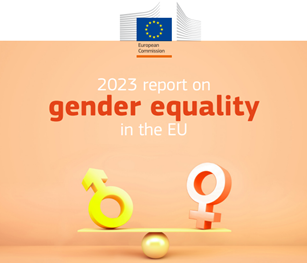 European
Commission
2023 report on
gender equality
in the EU